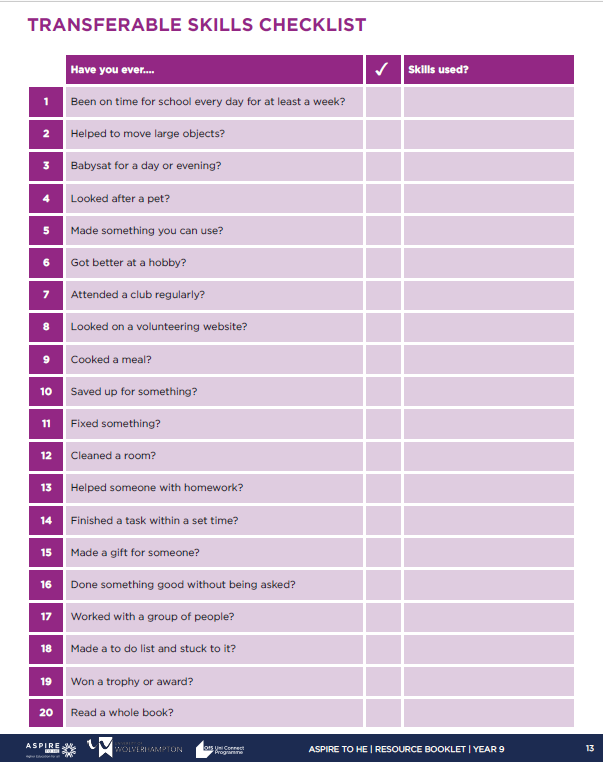 TRANSFERABLE SKILLS CHECKLIST
Have you ever.... ✓ Skills used?
1 Been on time for school every day for at least a week?
2 Helped to move large objects?
3 Babysat for a day or evening?
4 Looked after a pet?
5 Made something you can use?
6 Got better at a hobby?
7 Attended a club regularly?
8 Looked on a volunteering website?
9 Cooked a meal?
10 Saved up for something?
11 Fixed something?
12 Cleaned a room?
13 Helped someone with homework?
14 Finished a task within a set time?
15 Made a gift for someone?
16 Done something good without being asked?
17 Worked with a group of people?
18 Made a to do list and stuck to it?
19 Won a trophy or award?
20 Read a whole book?
ASPIRE
TO HE
UNIVERSITY OF
WOLVERHAMPTON
OfS Uni Connect
Programme
ASPIRE TO HE | RESOURCE BOOKLET | YEAR 9
13